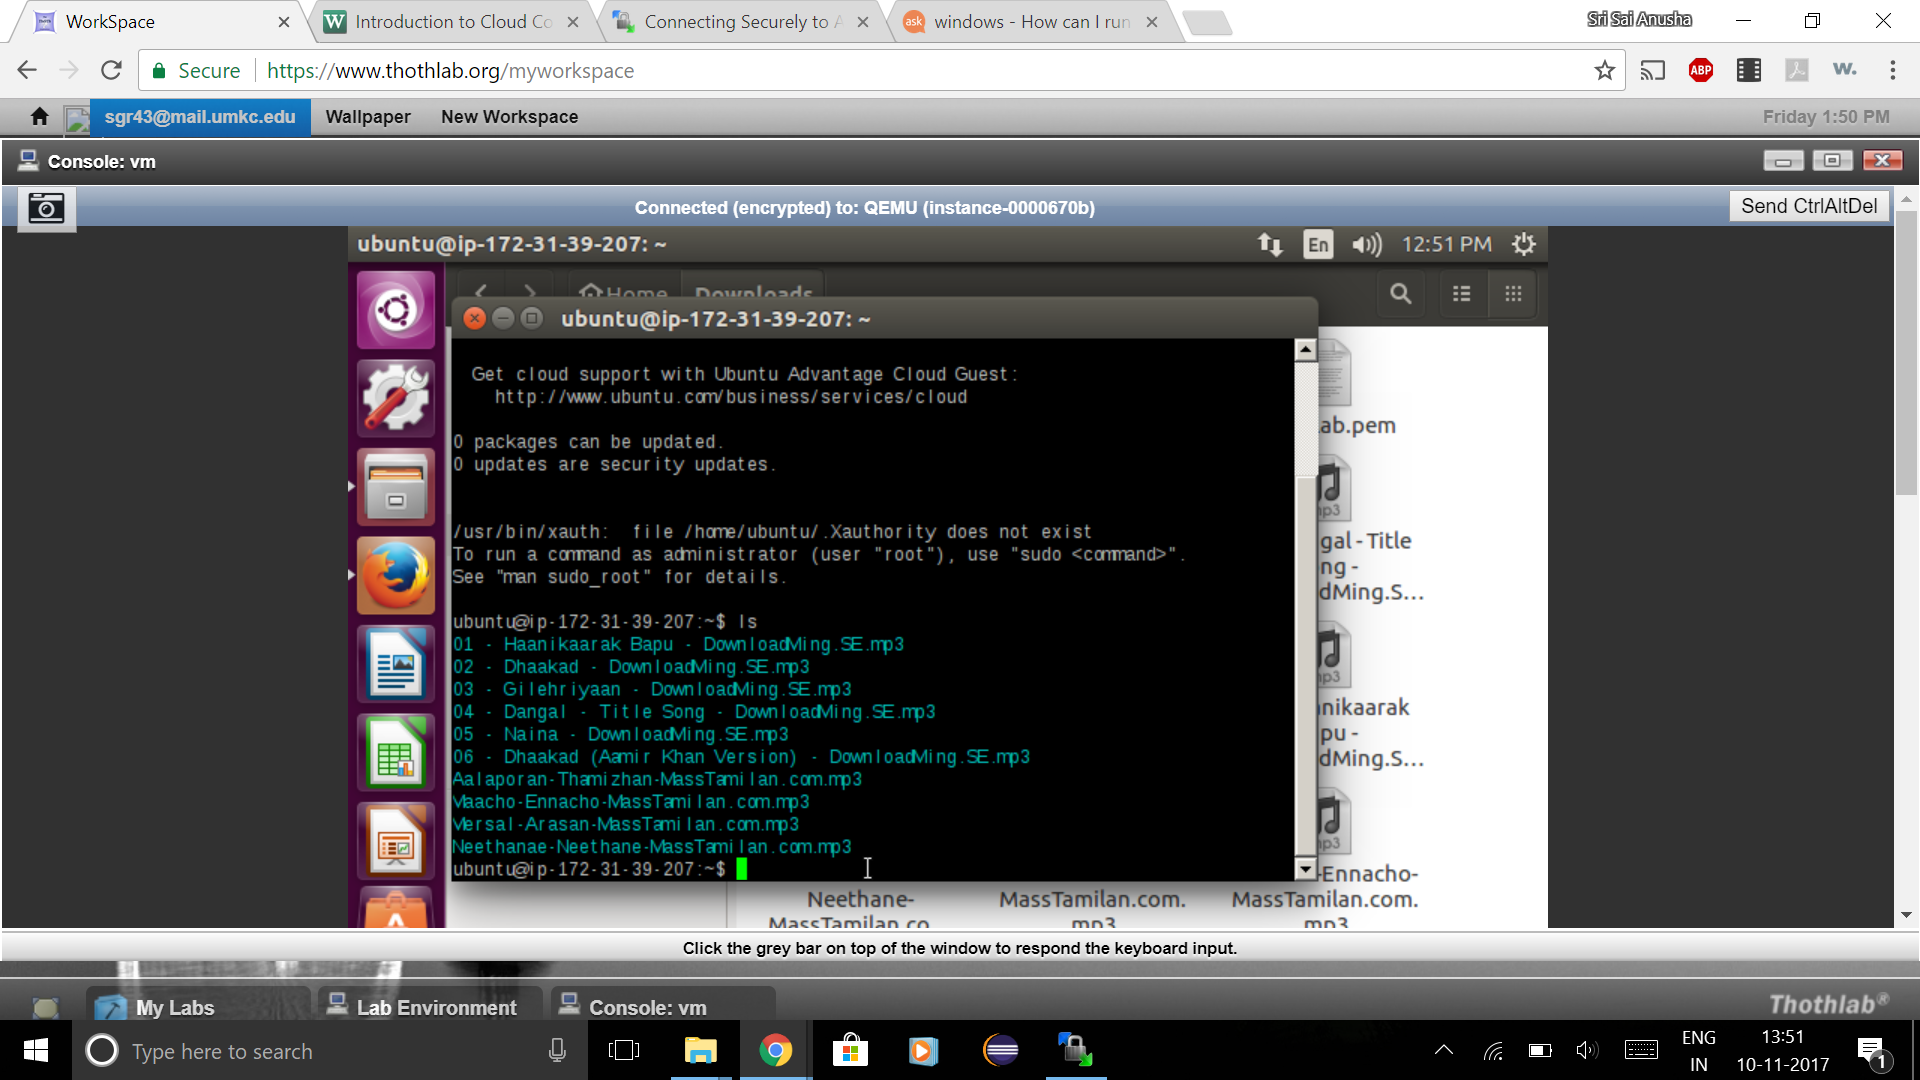 WorkSpace
Introduction to Cloud Co
Connecting Securely to A
ask
windows - How can I run
Sri Sai Anusha
Secure
https://www.thothlab.org/myworkspace
ABP
w.
sgr43@mail.umkc.edu
Wallpaper
New Workspace
Friday 1:50 PM
Console: vm
Connected (encrypted) to: QEMU (instance-0000670b)
Send CtrlAltDel
ubuntu@ip-172-31-39-207: ~
En
12:51 PM
Home
Downloads
ubuntu@ip-172-31-39-207: ~
Get cloud support with Ubuntu Advantage Cloud Guest:
http://www.ubuntu.com/business/services/cloud
0 packages can be updated.
0 updates are security updates.
/usr/bin/xauth:  file /home/ubuntu/.Xauthority does not exist
To run a command as administrator (user "root"), use "sudo <command>".
See "man sudo_root" for details.
ubuntu@ip-172-31-39-207:~$ ls
01 - Haanikaarak Bapu - DownloadMing.SE.mp3
02 - Dhaakad - DownloadMing.SE.mp3
03 - Gilehriyaan - DownloadMing.SE.mp3
04 - Dangal - Title Song - DownloadMing.SE.mp3
05 - Naina - DownloadMing.SE.mp3
06 - Dhaakad (Aamir Khan Version) - DownloadMing.SE.mp3
Aalaporan-Thamizhan-MassTamilan.com.mp3
Maacho-Ennacho-MassTamilan.com.mp3
Mersal-Arasan-MassTamilan.com.mp3
Neethanae-Neethane-MassTamilan.com.mp3
ubuntu@ip-172-31-39-207:~$
ab.pem
mp3
gal - Title
ng -
dMing.S...
mp3
nikaarak
pu -
dMing.S...
mp3
-Ennacho-
Neethane-
MassTamilan.com.
MassTamilan.com.
MassTamilan.co
mp3
mp3
Click the grey bar on top of the window to respond the keyboard input.
My Labs
Lab Environment
Console: vm
Thothlab®
Type here to search
ENG
IN
13:51
10-11-2017
1